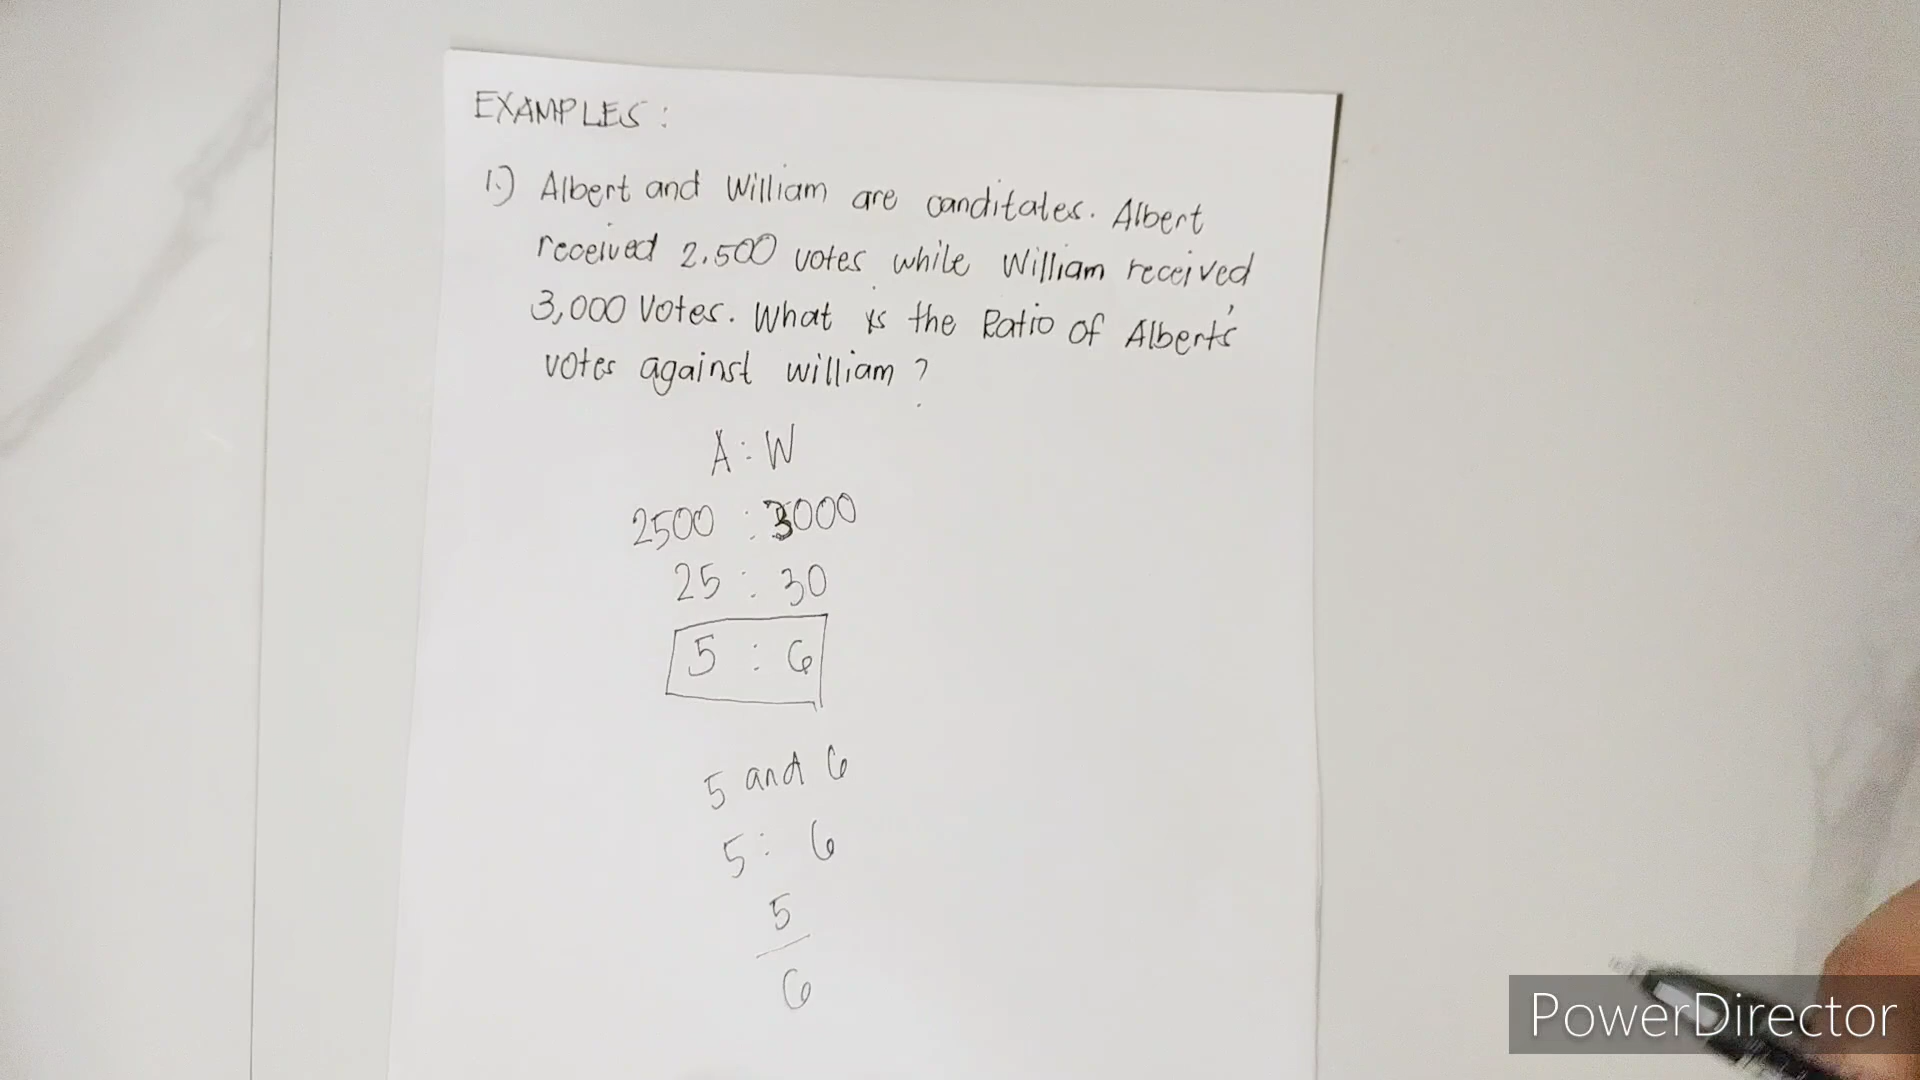 EXAMPLES:
1.) Albert and William are canditates. Albert
received 2.500 votes while William received
3,000 Votes. What is the Ratio of Albert's
votes against william?
A : W
2500 : 3000
25 : 30
5 : 6
5 and 6
5 : 6
5
6
PowerDirector